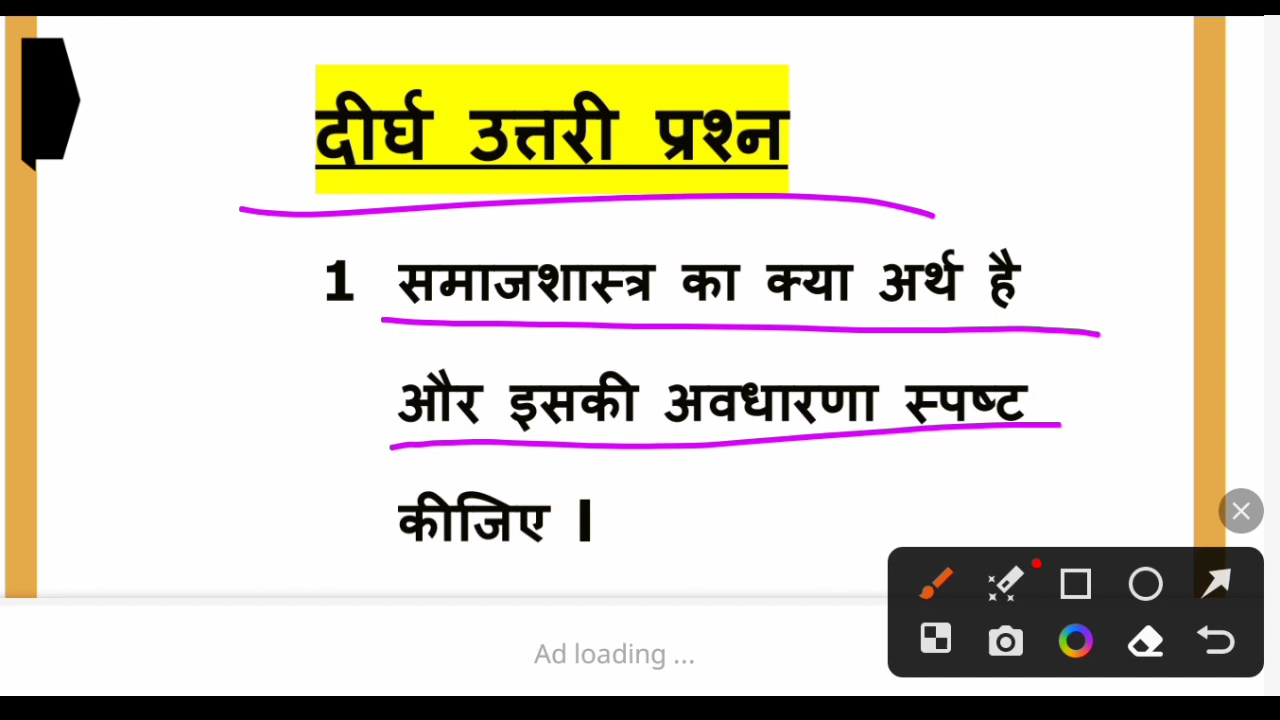 दीर्घ उत्तरी प्रश्न
1 समाजशास्त्र का क्या अर्थ है
और इसकी अवधारणा स्पष्ट
कीजिए l
Ad loading ...